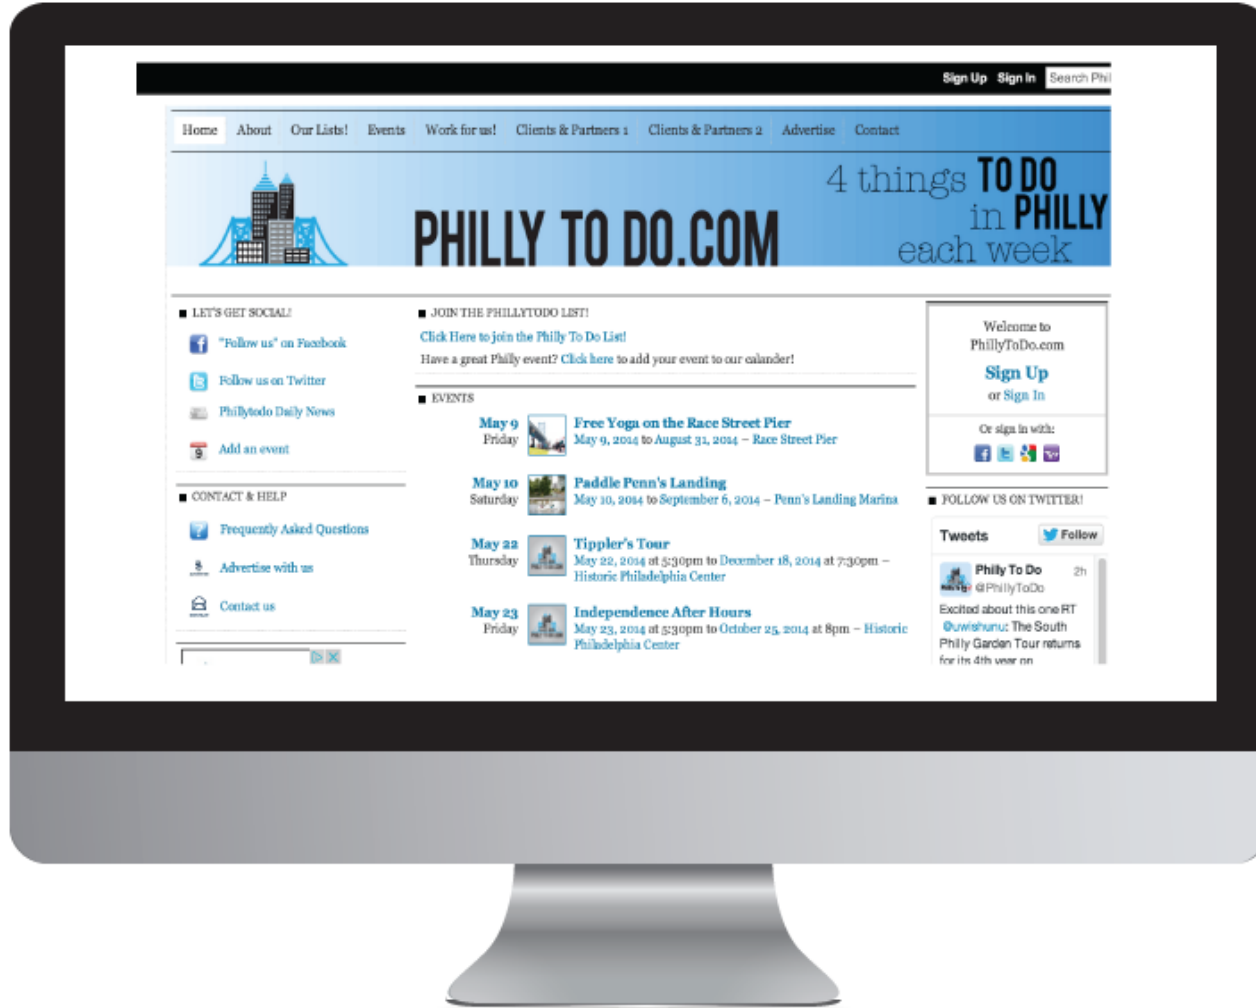 Sign Up Sign In Search Phil
Home About Our Lists! Events Work for us! Clients & Partners 1 Clients & Partners 2 Advertise Contact
PHILLY TO DO.COM
4 things TO DO
in PHILLY
each week
LET'S GET SOCIAL!
"Follow us" on Facebook
Follow us on Twitter
Phillytodo Daily News
9 Add an event
CONTACT & HELP
Frequently Asked Questions
Advertise with us
Contact us
JOIN THE PHILLYTODO LIST!
Click Here to join the Philly To Do List!
Have a great Philly event? Click here to add your event to our calander!
EVENTS
May 9 Free Yoga on the Race Street Pier
Friday May 9, 2014 to August 31, 2014 – Race Street Pier
May 10 Paddle Penn's Landing
Saturday May 10, 2014 to September 6, 2014 – Penn's Landing Marina
May 22 Tippler's Tour
Thursday May 22, 2014 at 5:30pm to December 18, 2014 at 7:30pm –
Historic Philadelphia Center
May 23 Independence After Hours
Friday May 23, 2014 at 5:30pm to October 25, 2014 at 8pm – Historic
Philadelphia Center
Welcome to
PhillyToDo.com
Sign Up
or Sign In
Or sign in with:
FOLLOW US ON TWITTER!
Tweets Follow
Philly To Do 2h
@PhillyToDo
Excited about this one RT
@uwishunu: The South
Philly Garden Tour returns
for its 4th year on